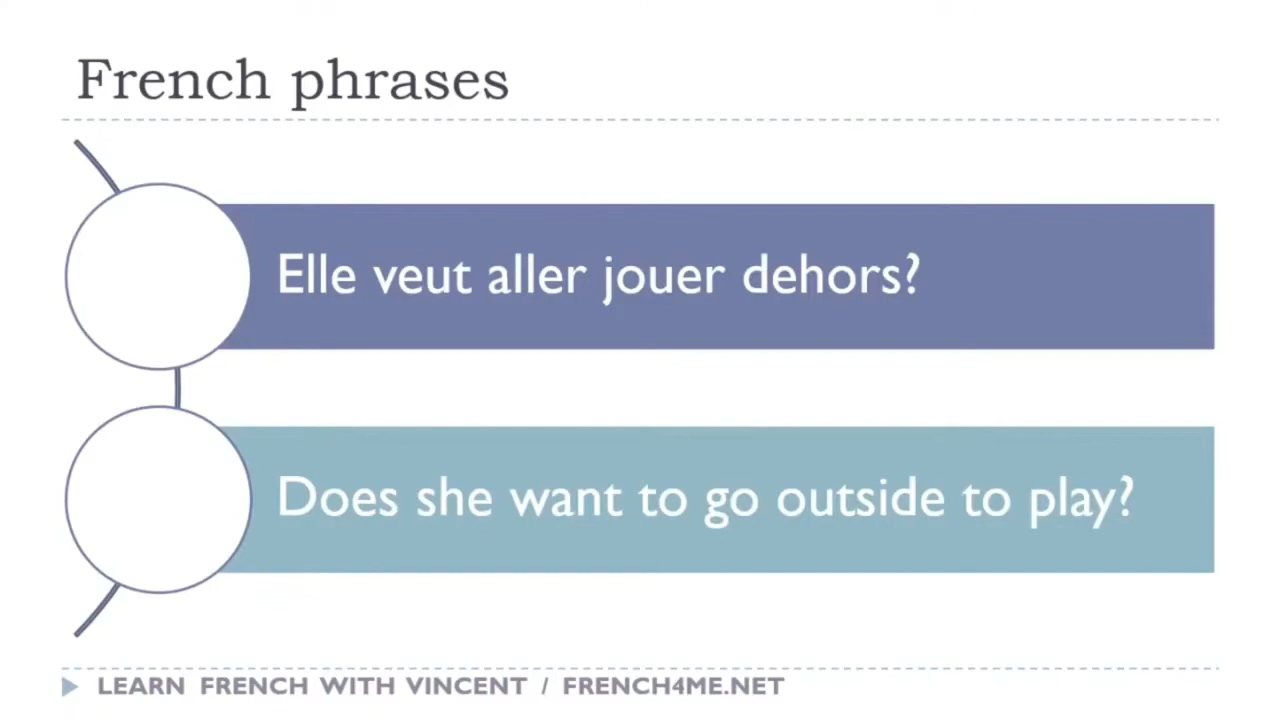 French phrases
Elle veut aller jouer dehors?
Does she want to go outside to play?
LEARN FRENCH WITH VINCENT / FRENCH4ME.NET